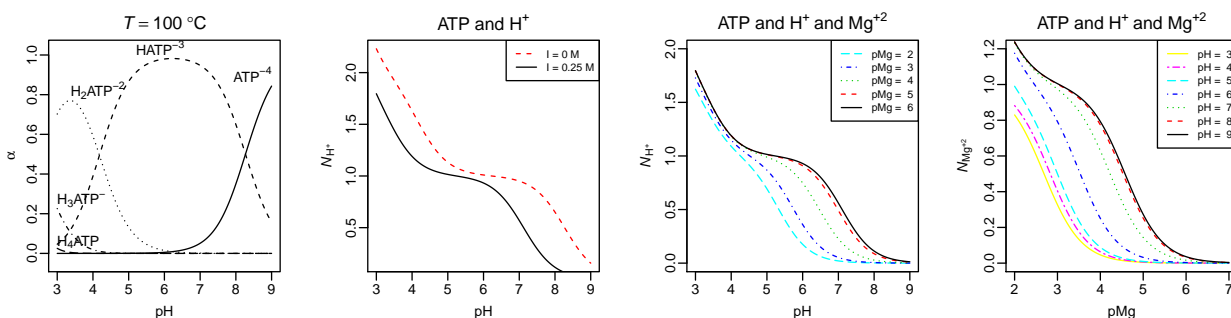 T = 100 °C
HATP⁻³
ATP⁻⁴
H₂ATP⁻²
H₃ATP⁻
H₄ATP
α
0.0 0.2 0.4 0.6 0.8 1.0
3 4 5 6 7 8 9
pH
ATP and H⁺
I = 0 M
I = 0.25 M
N_H⁺
0.5 1.0 1.5 2.0
3 4 5 6 7 8 9
pH
ATP and H⁺ and Mg⁺²
pMg = 2
pMg = 3
pMg = 4
pMg = 5
pMg = 6
N_H⁺
0.0 0.5 1.0 1.5 2.0
3 4 5 6 7 8 9
pH
ATP and H⁺ and Mg⁺²
pH = 3
pH = 4
pH = 5
pH = 6
pH = 7
pH = 8
pH = 9
N_Mg⁺²
0.0 0.2 0.4 0.6 0.8 1.0 1.2
2 3 4 5 6 7
pMg